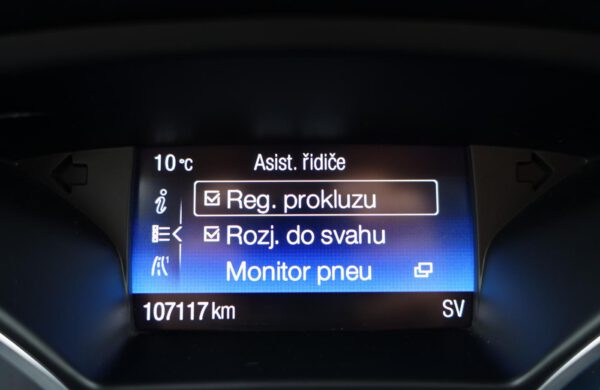 10°C Asist. řidiče
Reg. prokluzu
Rozj. do svahu
Monitor pneu
107117 km SV